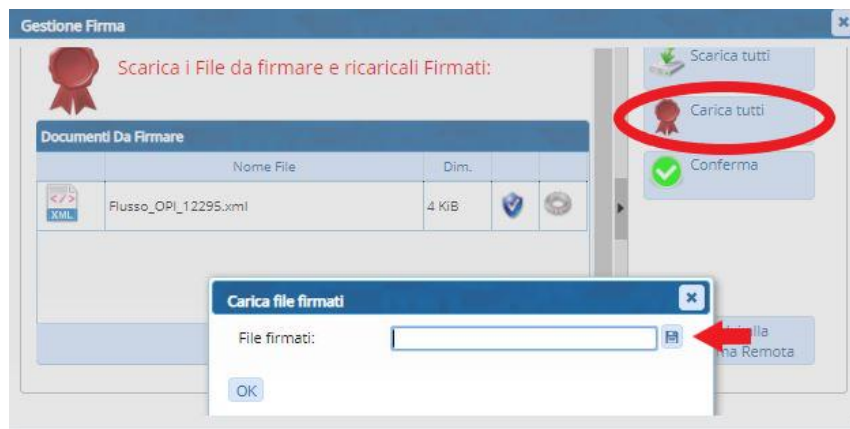 Gestione Firma
Scarica i File da firmare e ricaricali Firmati:
Scarica tutti
Carica tutti
Conferma
Documenti Da Firmare
Nome File Dim.
XML Flusso_OPI_12295.xml 4 KiB
Carica file firmati
File firmati:
OK
Remota